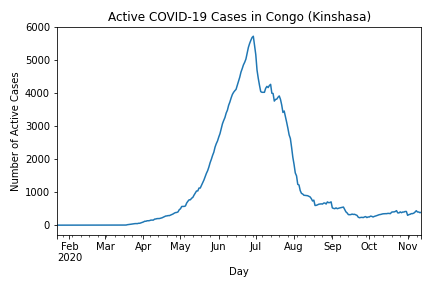 Active COVID-19 Cases in Congo (Kinshasa)
6000
5000
4000
3000
2000
1000
0
Number of Active Cases
Feb Mar Apr May Jun Jul Aug Sep Oct Nov
2020
Day